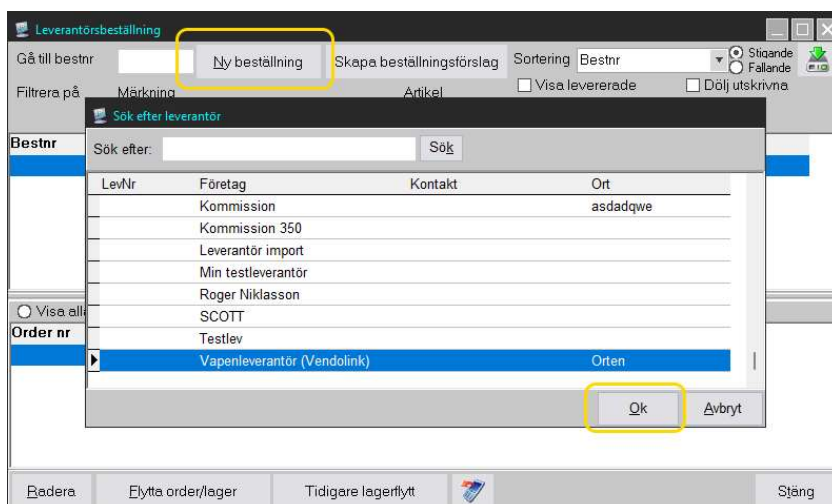 Leverantörsbeställning
Gå till bestnr Ny beställning Skapa beställningsförslag Sortering Bestnr Stigande
Fallande
Filtrera på Märkning Artikel Visa levererade Dölj utskrivna
Sök efter leverantör
Bestnr
Sök efter: Sök
LevNr Företag Kontakt Ort
Kommission asdadqwe
Kommission 350
Leverantör import
Min testleverantör
Roger Niklasson
SCOTT
Visa all
Order nr
Testlev
Vapenleverantör (Vendolink) Orten
Ok Avbryt
Radera Flytta order/lager Tidigare lagerflytt Stäng